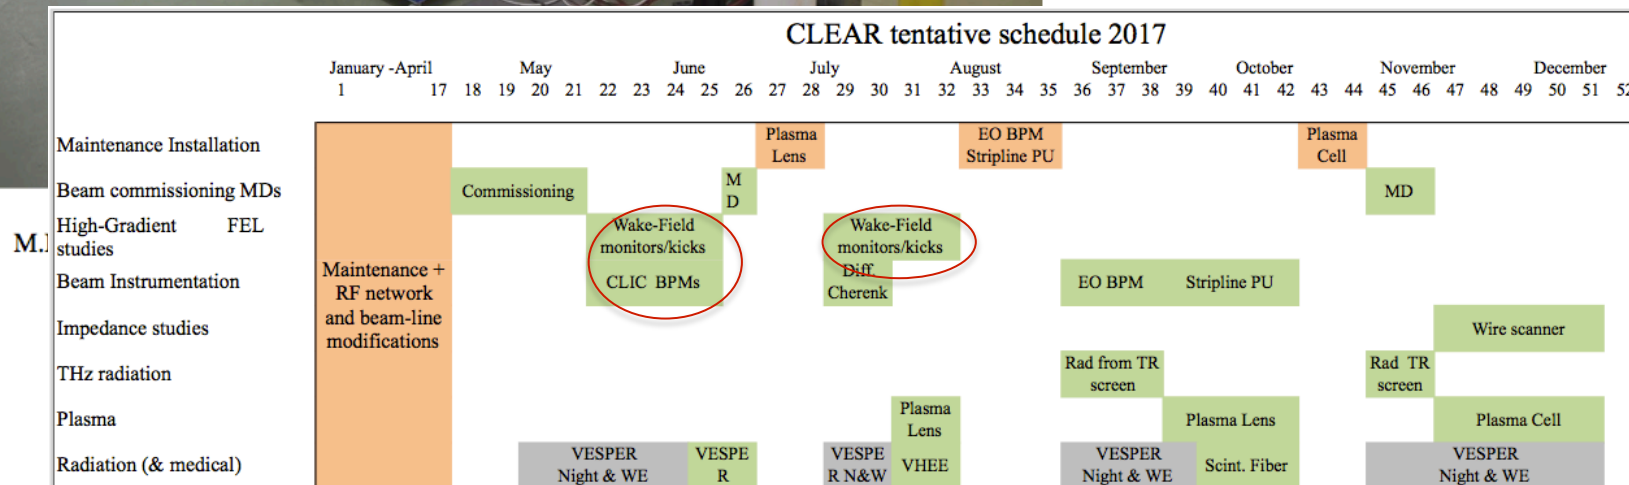 CLEAR tentative schedule 2017
January -April May June July August September October November December
1 17 18 19 20 21 22 23 24 25 26 27 28 29 30 31 32 33 34 35 36 37 38 39 40 41 42 43 44 45 46 47 48 49 50 51 52
Maintenance Installation
Plasma
Lens
EO BPM
Stripline PU
Plasma
Cell
Beam commissioning MDs
Commissioning
M
D
MD
M.
High-Gradient FEL
studies
Wake-Field
monitors/kicks
Wake-Field
monitors/kicks
Maintenance +
RF network
and beam-line
modifications
Beam Instrumentation
CLIC BPMs
Diff.
Cherenk
EO BPM Stripline PU
Impedance studies
Wire scanner
THz radiation
Rad from TR
screen
Rad TR
screen
Plasma
Plasma
Lens
Plasma Lens
Plasma Cell
Radiation (& medical)
VESPER
Night & WE
VESPE
R
VESPE
R N&W
VHEE
VESPER
Night & WE
Scint. Fiber
VESPER
Night & WE